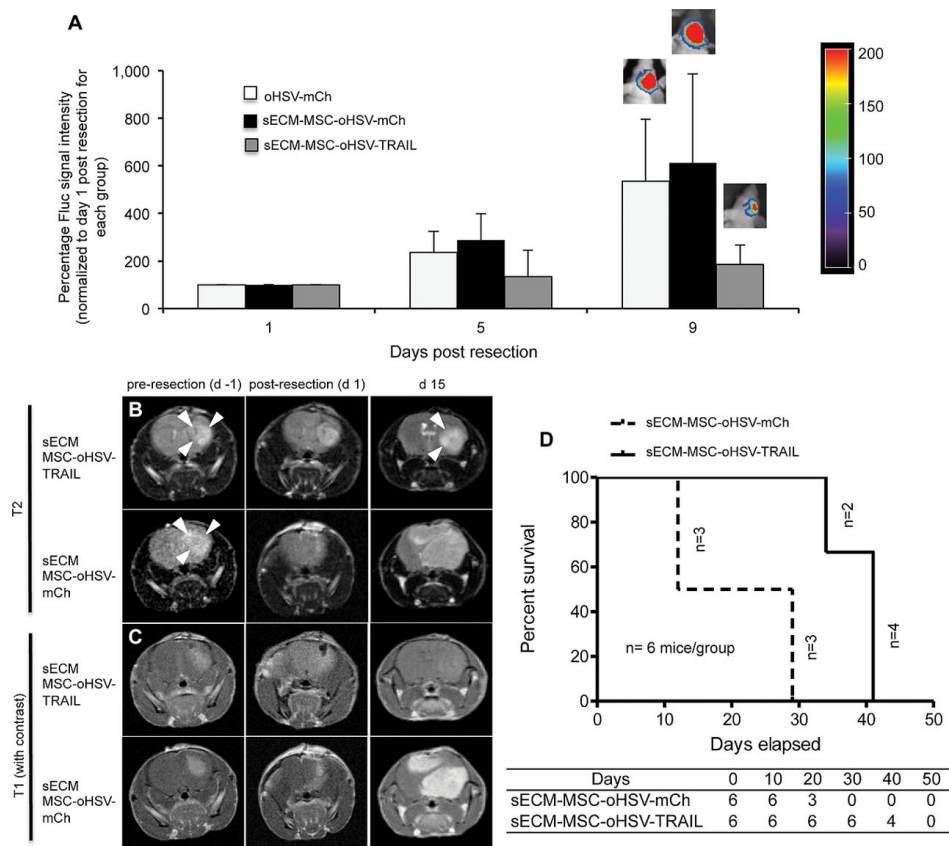 A
Percentage Fluc signal intensity
(normalized to day 1 post resection for
each group)
1,000
800
600
400
200
0
oHSV-mCh
sECM-MSC-oHSV-mCh
sECM-MSC-oHSV-TRAIL
1
5
9
Days post resection
200
150
100
50
0
pre-resection (d -1)
post-resection (d 1)
d 15
T2
B
sECM
MSC-oHSV-
TRAIL
sECM
MSC-oHSV-
mCh
T1 (with contrast)
C
sECM
MSC-oHSV-
TRAIL
sECM
MSC-oHSV-
mCh
D
sECM-MSC-oHSV-mCh
sECM-MSC-oHSV-TRAIL
Percent survival
100
80
60
40
20
0
n=3
n=3
n=2
n=4
n= 6 mice/group
0 10 20 30 40 50
Days elapsed
Days 0 10 20 30 40 50
sECM-MSC-oHSV-mCh 6 6 3 0 0 0
sECM-MSC-oHSV-TRAIL 6 6 6 6 4 0